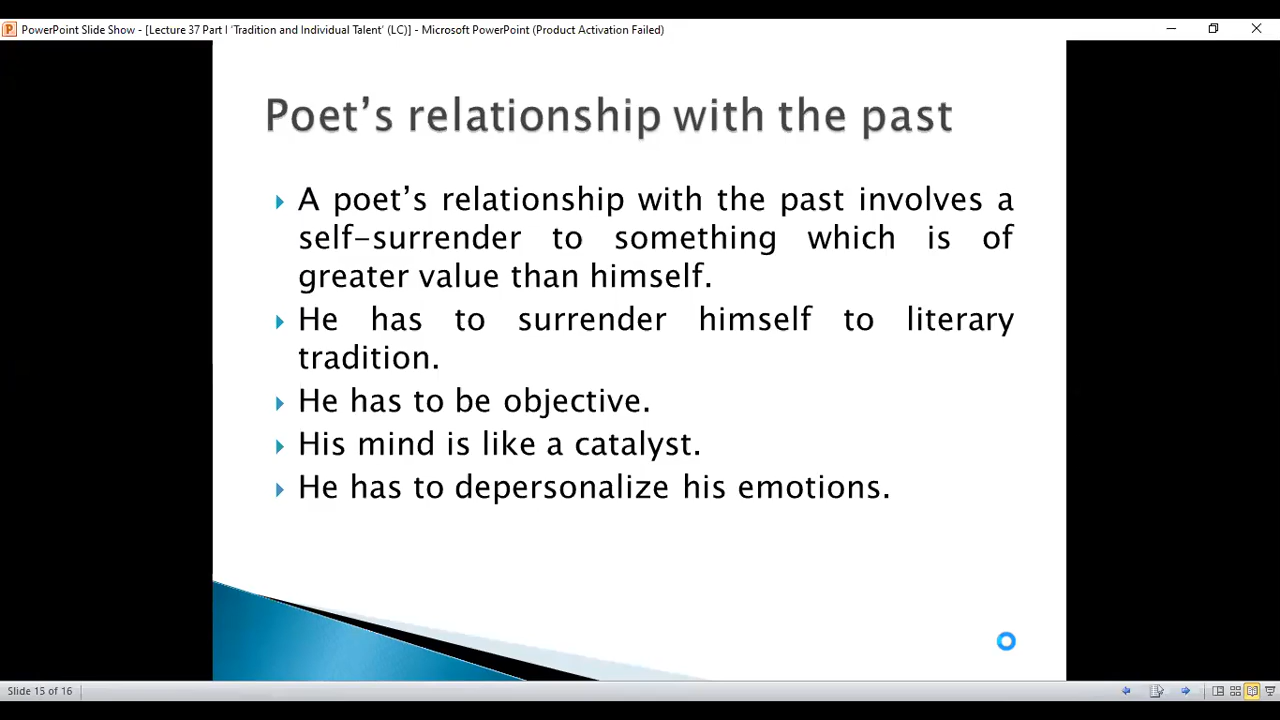 PowerPoint Slide Show - [Lecture 37 Part I ‘Tradition and Individual Talent’ (LC)] - Microsoft PowerPoint (Product Activation Failed)
Poet’s relationship with the past
A poet’s relationship with the past involves a
self-surrender to something which is of
greater value than himself.
He has to surrender himself to literary
tradition.
He has to be objective.
His mind is like a catalyst.
He has to depersonalize his emotions.
Slide 15 of 16